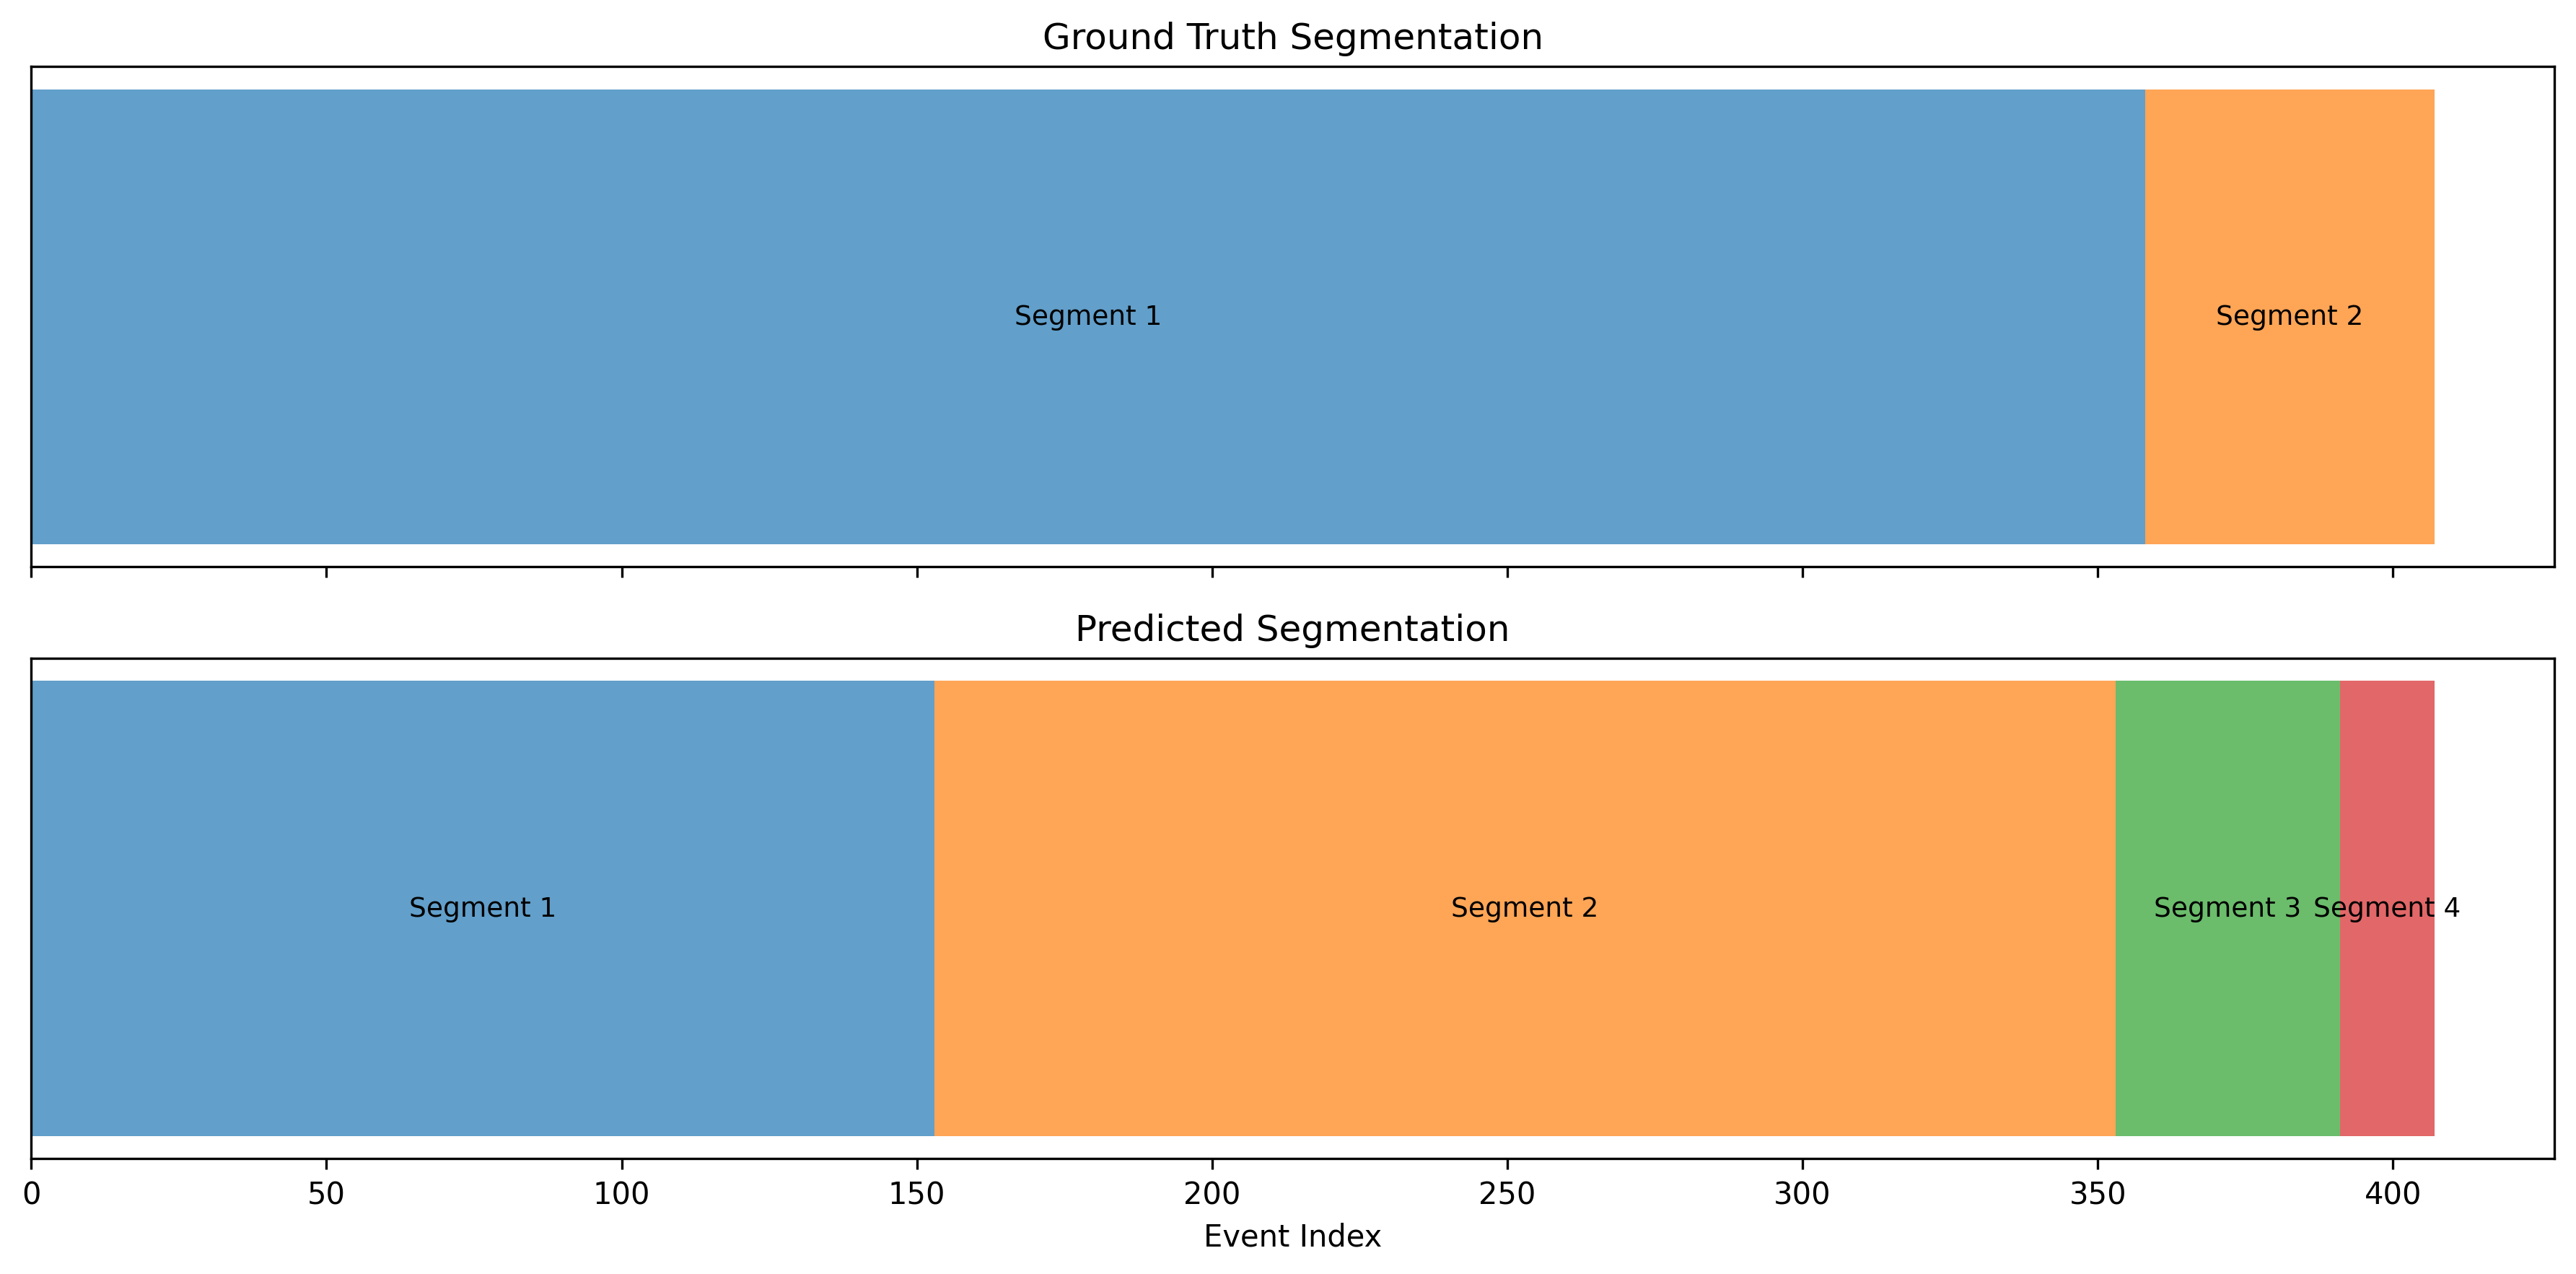 Ground Truth Segmentation
Segment 1 Segment 2
Predicted Segmentation
Segment 1 Segment 2 Segment 3 Segment 4
0 50 100 150 200 250 300 350 400
Event Index